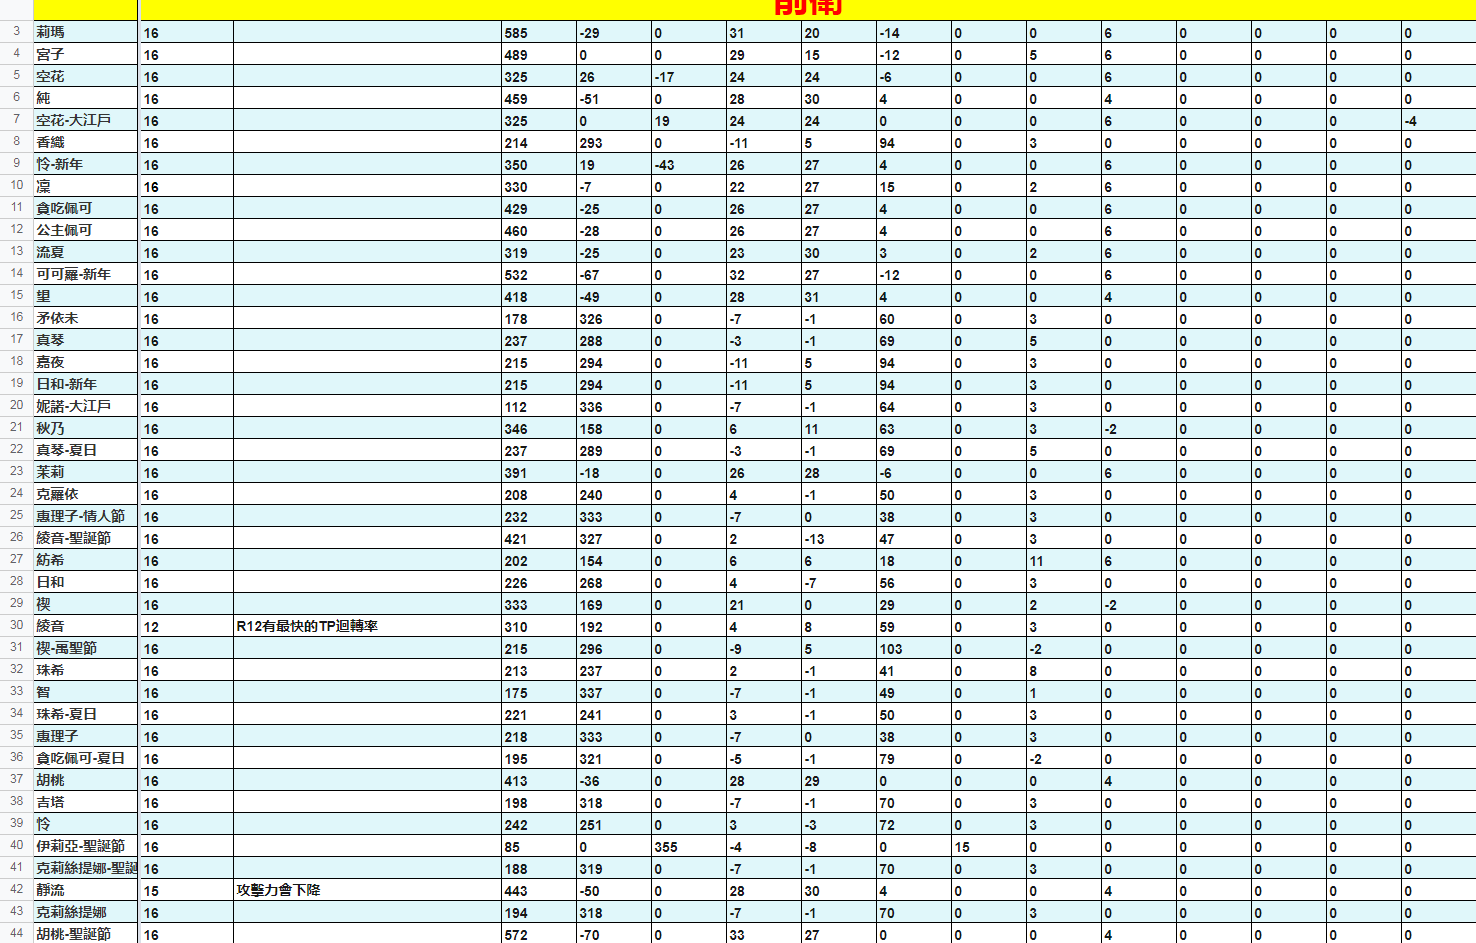 前衛
3 莉瑪 16 585 -29 0 31 20 -14 0 0 6 0 0 0 0
4 宮子 16 489 0 0 29 15 -12 0 5 6 0 0 0 0
5 空花 16 325 26 -17 24 24 -6 0 0 6 0 0 0 0
6 純 16 459 -51 0 28 30 4 0 0 4 0 0 0 0
7 空花-大江戶 16 325 0 19 24 24 0 0 0 6 0 0 0 -4
8 香織 16 214 293 0 -11 5 94 0 3 0 0 0 0 0
9 怜-新年 16 350 19 -43 26 27 4 0 0 6 0 0 0 0
10 凜 16 330 -7 0 22 27 15 0 2 6 0 0 0 0
11 貪吃佩可 16 429 -25 0 26 27 4 0 0 6 0 0 0 0
12 公主佩可 16 460 -28 0 26 27 4 0 0 6 0 0 0 0
13 流夏 16 319 -25 0 23 30 3 0 2 6 0 0 0 0
14 可可蘿-新年 16 532 -67 0 32 27 -12 0 0 6 0 0 0 0
15 望 16 418 -49 0 28 31 4 0 0 4 0 0 0 0
16 矛依未 16 178 326 0 -7 -1 60 0 3 0 0 0 0 0
17 真琴 16 237 288 0 -3 -1 69 0 5 0 0 0 0 0
18 嘉夜 16 215 294 0 -11 5 94 0 3 0 0 0 0 0
19 日和-新年 16 215 294 0 -11 5 94 0 3 0 0 0 0 0
20 妮諾-大江戶 16 112 336 0 -7 -1 64 0 3 0 0 0 0 0
21 秋乃 16 346 158 0 6 11 63 0 3 -2 0 0 0 0
22 真琴-夏日 16 237 289 0 -3 -1 69 0 5 0 0 0 0 0
23 茉莉 16 391 -18 0 26 28 -6 0 0 6 0 0 0 0
24 克羅依 16 208 240 0 4 -1 50 0 3 0 0 0 0 0
25 惠理子-情人節 16 232 333 0 -7 0 38 0 3 0 0 0 0 0
26 綾音-聖誕節 16 421 327 0 2 -13 47 0 3 0 0 0 0 0
27 紡希 16 202 154 0 6 6 18 0 11 6 0 0 0 0
28 日和 16 226 268 0 4 -7 56 0 3 0 0 0 0 0
29 禊 16 333 169 0 21 0 29 0 2 -2 0 0 0 0
30 綾音 12 R12有最快的TP迴轉率 310 192 0 4 8 59 0 3 0 0 0 0 0
31 禊-萬聖節 16 215 296 0 -9 5 103 0 -2 0 0 0 0 0
32 珠希 16 213 237 0 2 -1 41 0 8 0 0 0 0 0
33 智 16 175 337 0 -7 -1 49 0 1 0 0 0 0 0
34 珠希-夏日 16 221 241 0 3 -1 50 0 3 0 0 0 0 0
35 惠理子 16 218 333 0 -7 0 38 0 3 0 0 0 0 0
36 貪吃佩可-夏日 16 195 321 0 -5 -1 79 0 -2 0 0 0 0 0
37 胡桃 16 413 -36 0 28 29 0 0 0 4 0 0 0 0
38 吉塔 16 198 318 0 -7 -1 70 0 3 0 0 0 0 0
39 怜 16 242 251 0 3 -3 72 0 3 0 0 0 0 0
40 伊莉亞-聖誕節 16 85 0 355 -4 -8 0 15 0 0 0 0 0 0
41 克莉絲提娜-聖誕 16 188 319 0 -7 -1 70 0 3 0 0 0 0 0
42 靜流 15 攻擊力會下降 443 -50 0 28 30 4 0 0 4 0 0 0 0
43 克莉絲提娜 16 194 318 0 -7 -1 70 0 3 0 0 0 0 0
44 胡桃-聖誕節 16 572 -70 0 33 27 0 0 0 4 0 0 0 0